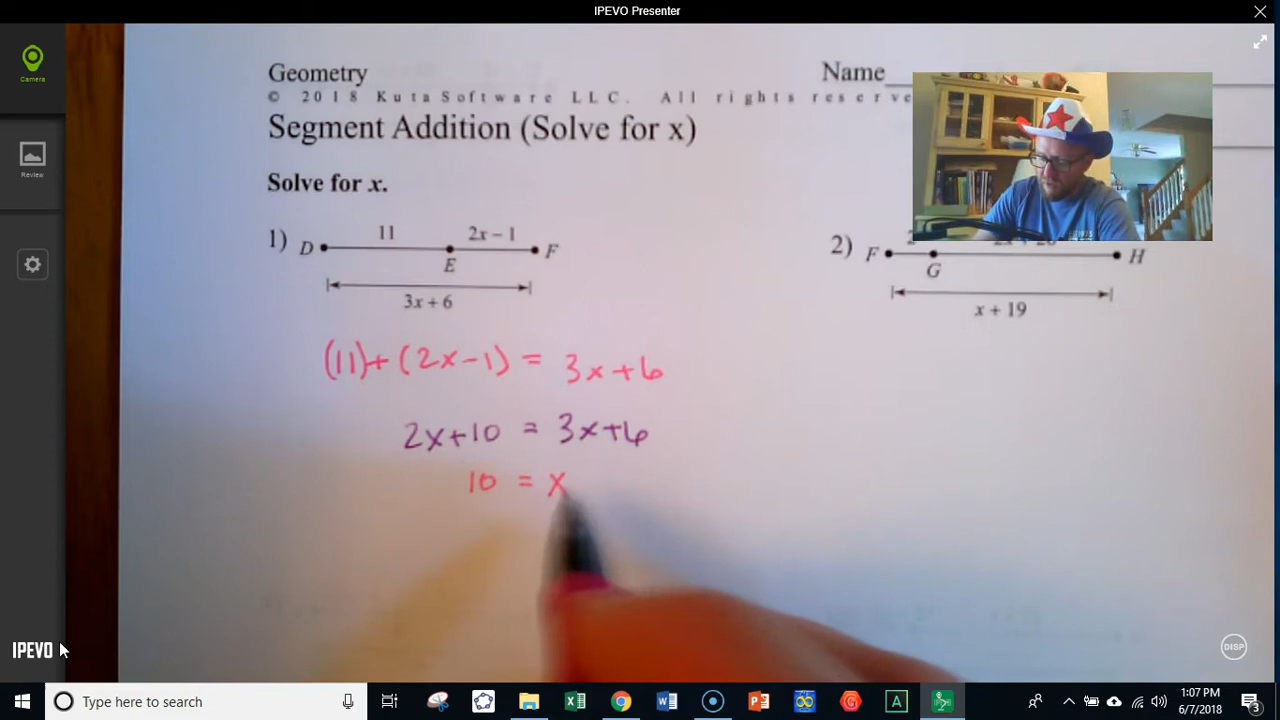 IPEVO Presenter
Camera
Review
Geometry
Name
© 2018 Kuta Software LLC. All rights reserve
Segment Addition (Solve for x)
Solve for x.
1) D 11 E 2x − 1 F
3x + 6
2) F G H
x + 19
(11)+(2x-1) = 3x+6
2x+10 = 3x+6
10 = x
IPEVO
DISP
Type here to search
1:07 PM
6/7/2018
3